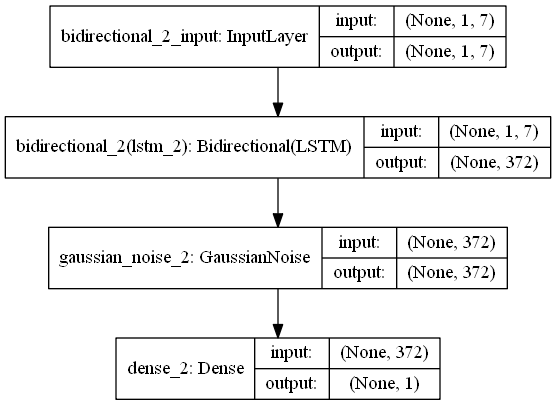 bidirectional_2_input: InputLayer
input: (None, 1, 7)
output: (None, 1, 7)
bidirectional_2(lstm_2): Bidirectional(LSTM)
input: (None, 1, 7)
output: (None, 372)
gaussian_noise_2: GaussianNoise
input: (None, 372)
output: (None, 372)
dense_2: Dense
input: (None, 372)
output: (None, 1)